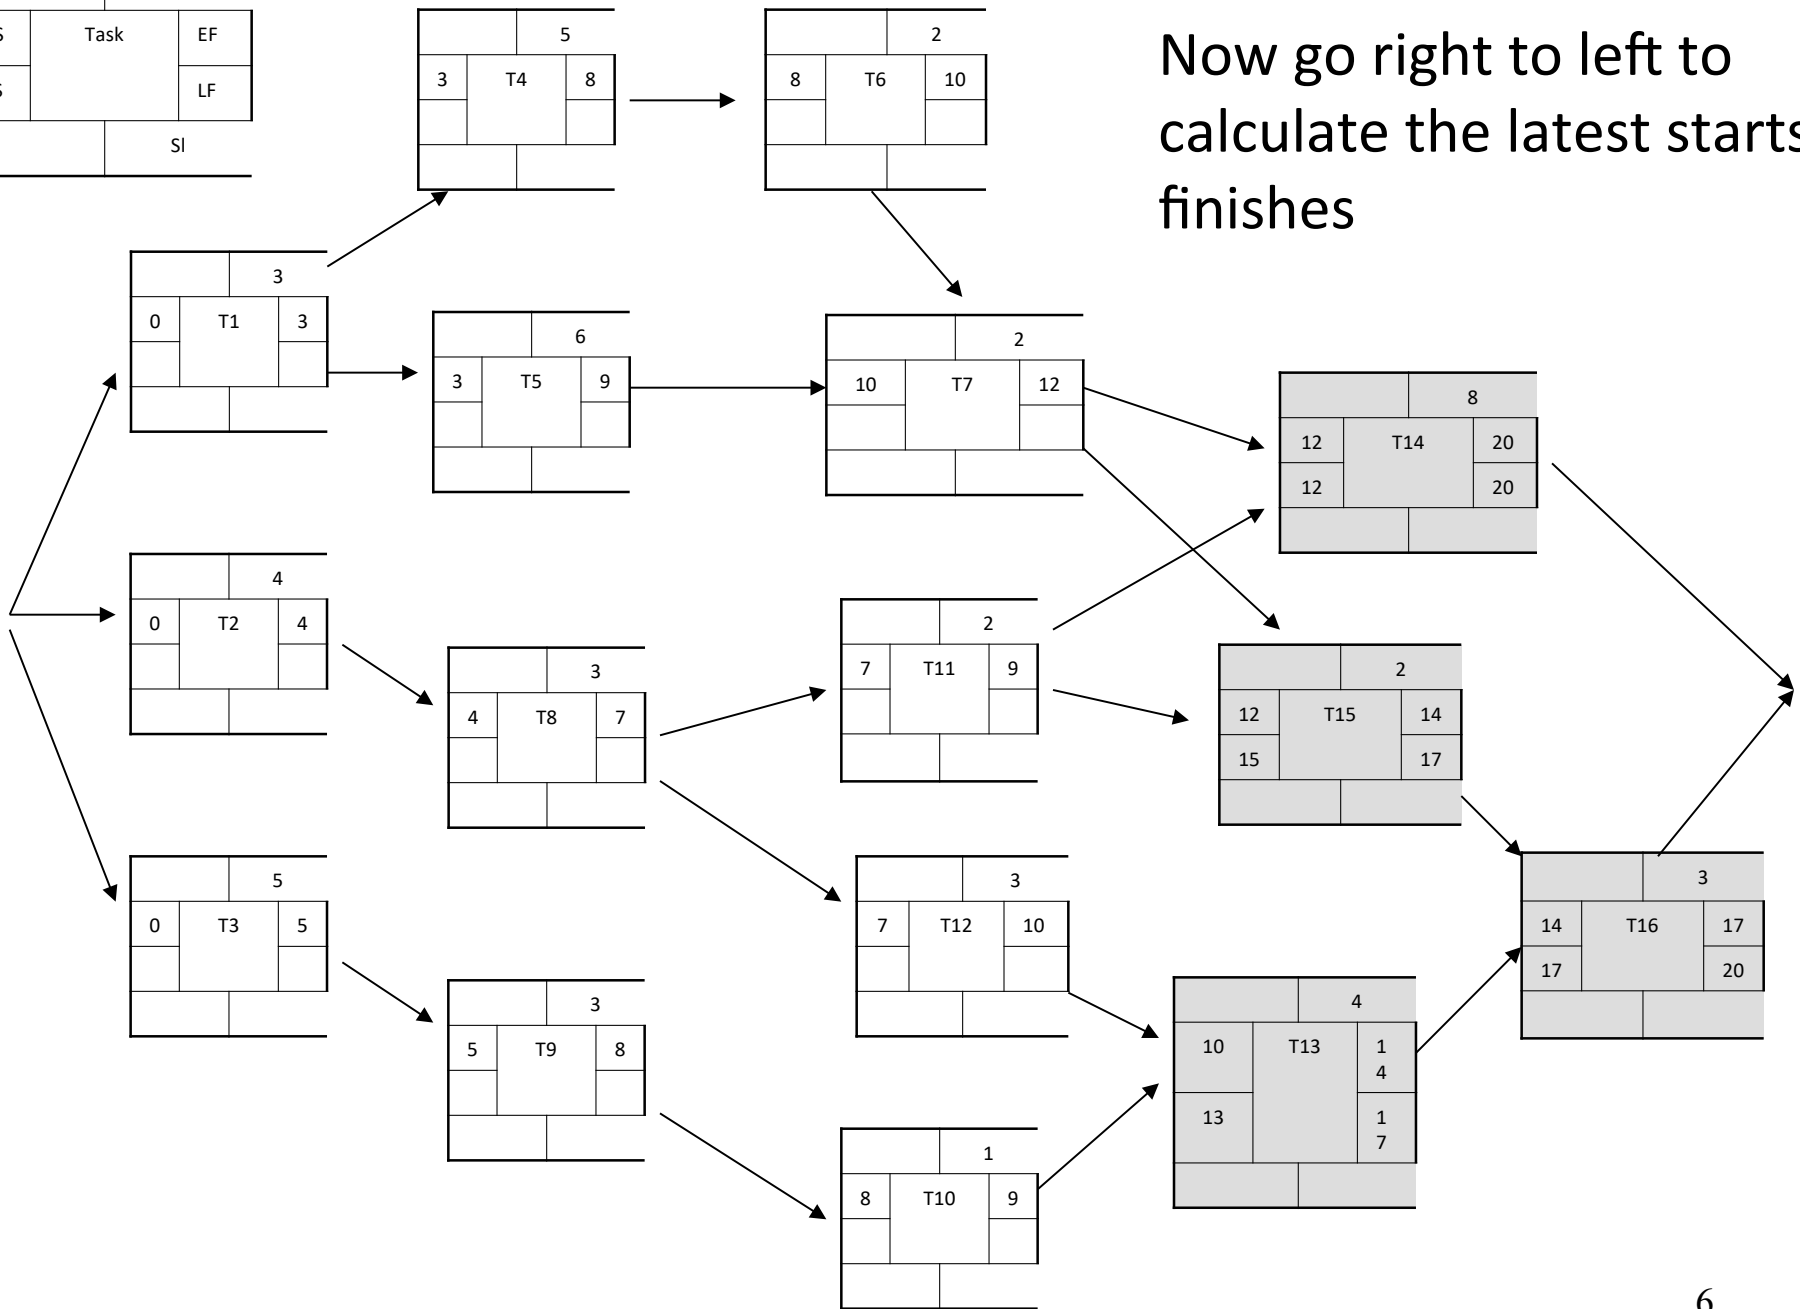 S Task EF
S LF
Sl
5
3 T4 8
2
8 T6 10
Now go right to left to
calculate the latest starts
finishes
3
0 T1 3
6
3 T5 9
2
10 T7 12
8
12 T14 20
12 20
4
0 T2 4
3
4 T8 7
2
7 T11 9
2
12 T15 14
15 17
5
0 T3 5
3
7 T12 10
3
14 T16 17
17 20
3
5 T9 8
4
10 T13 1
4
13 1
7
1
8 T10 9
6